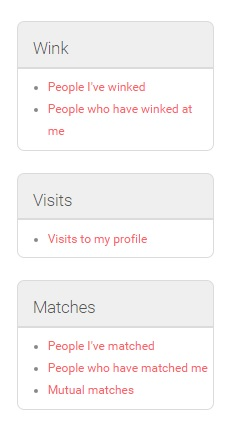 Wink
People I've winked
People who have winked at
me
Visits
Visits to my profile
Matches
People I've matched
People who have matched me
Mutual matches